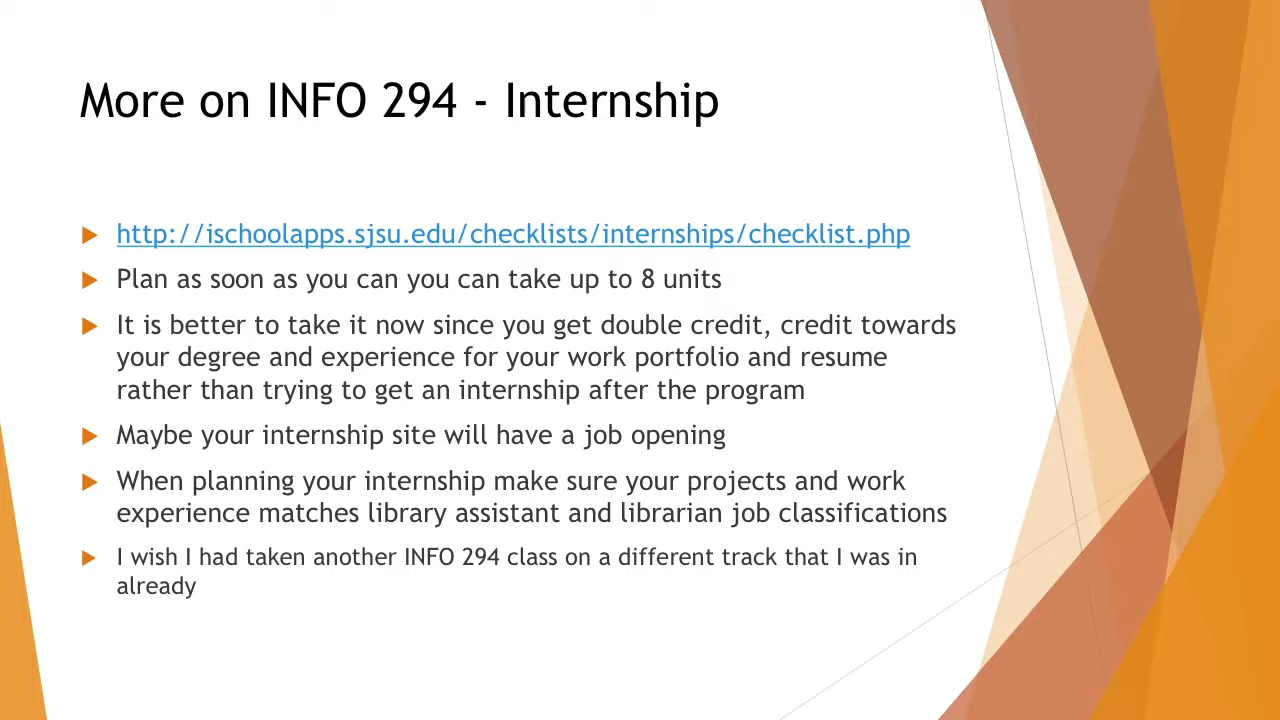 More on INFO 294 - Internship
http://ischoolapps.sjsu.edu/checklists/internships/checklist.php
Plan as soon as you can you can take up to 8 units
It is better to take it now since you get double credit, credit towards
your degree and experience for your work portfolio and resume
rather than trying to get an internship after the program
Maybe your internship site will have a job opening
When planning your internship make sure your projects and work
experience matches library assistant and librarian job classifications
I wish I had taken another INFO 294 class on a different track that I was in
already